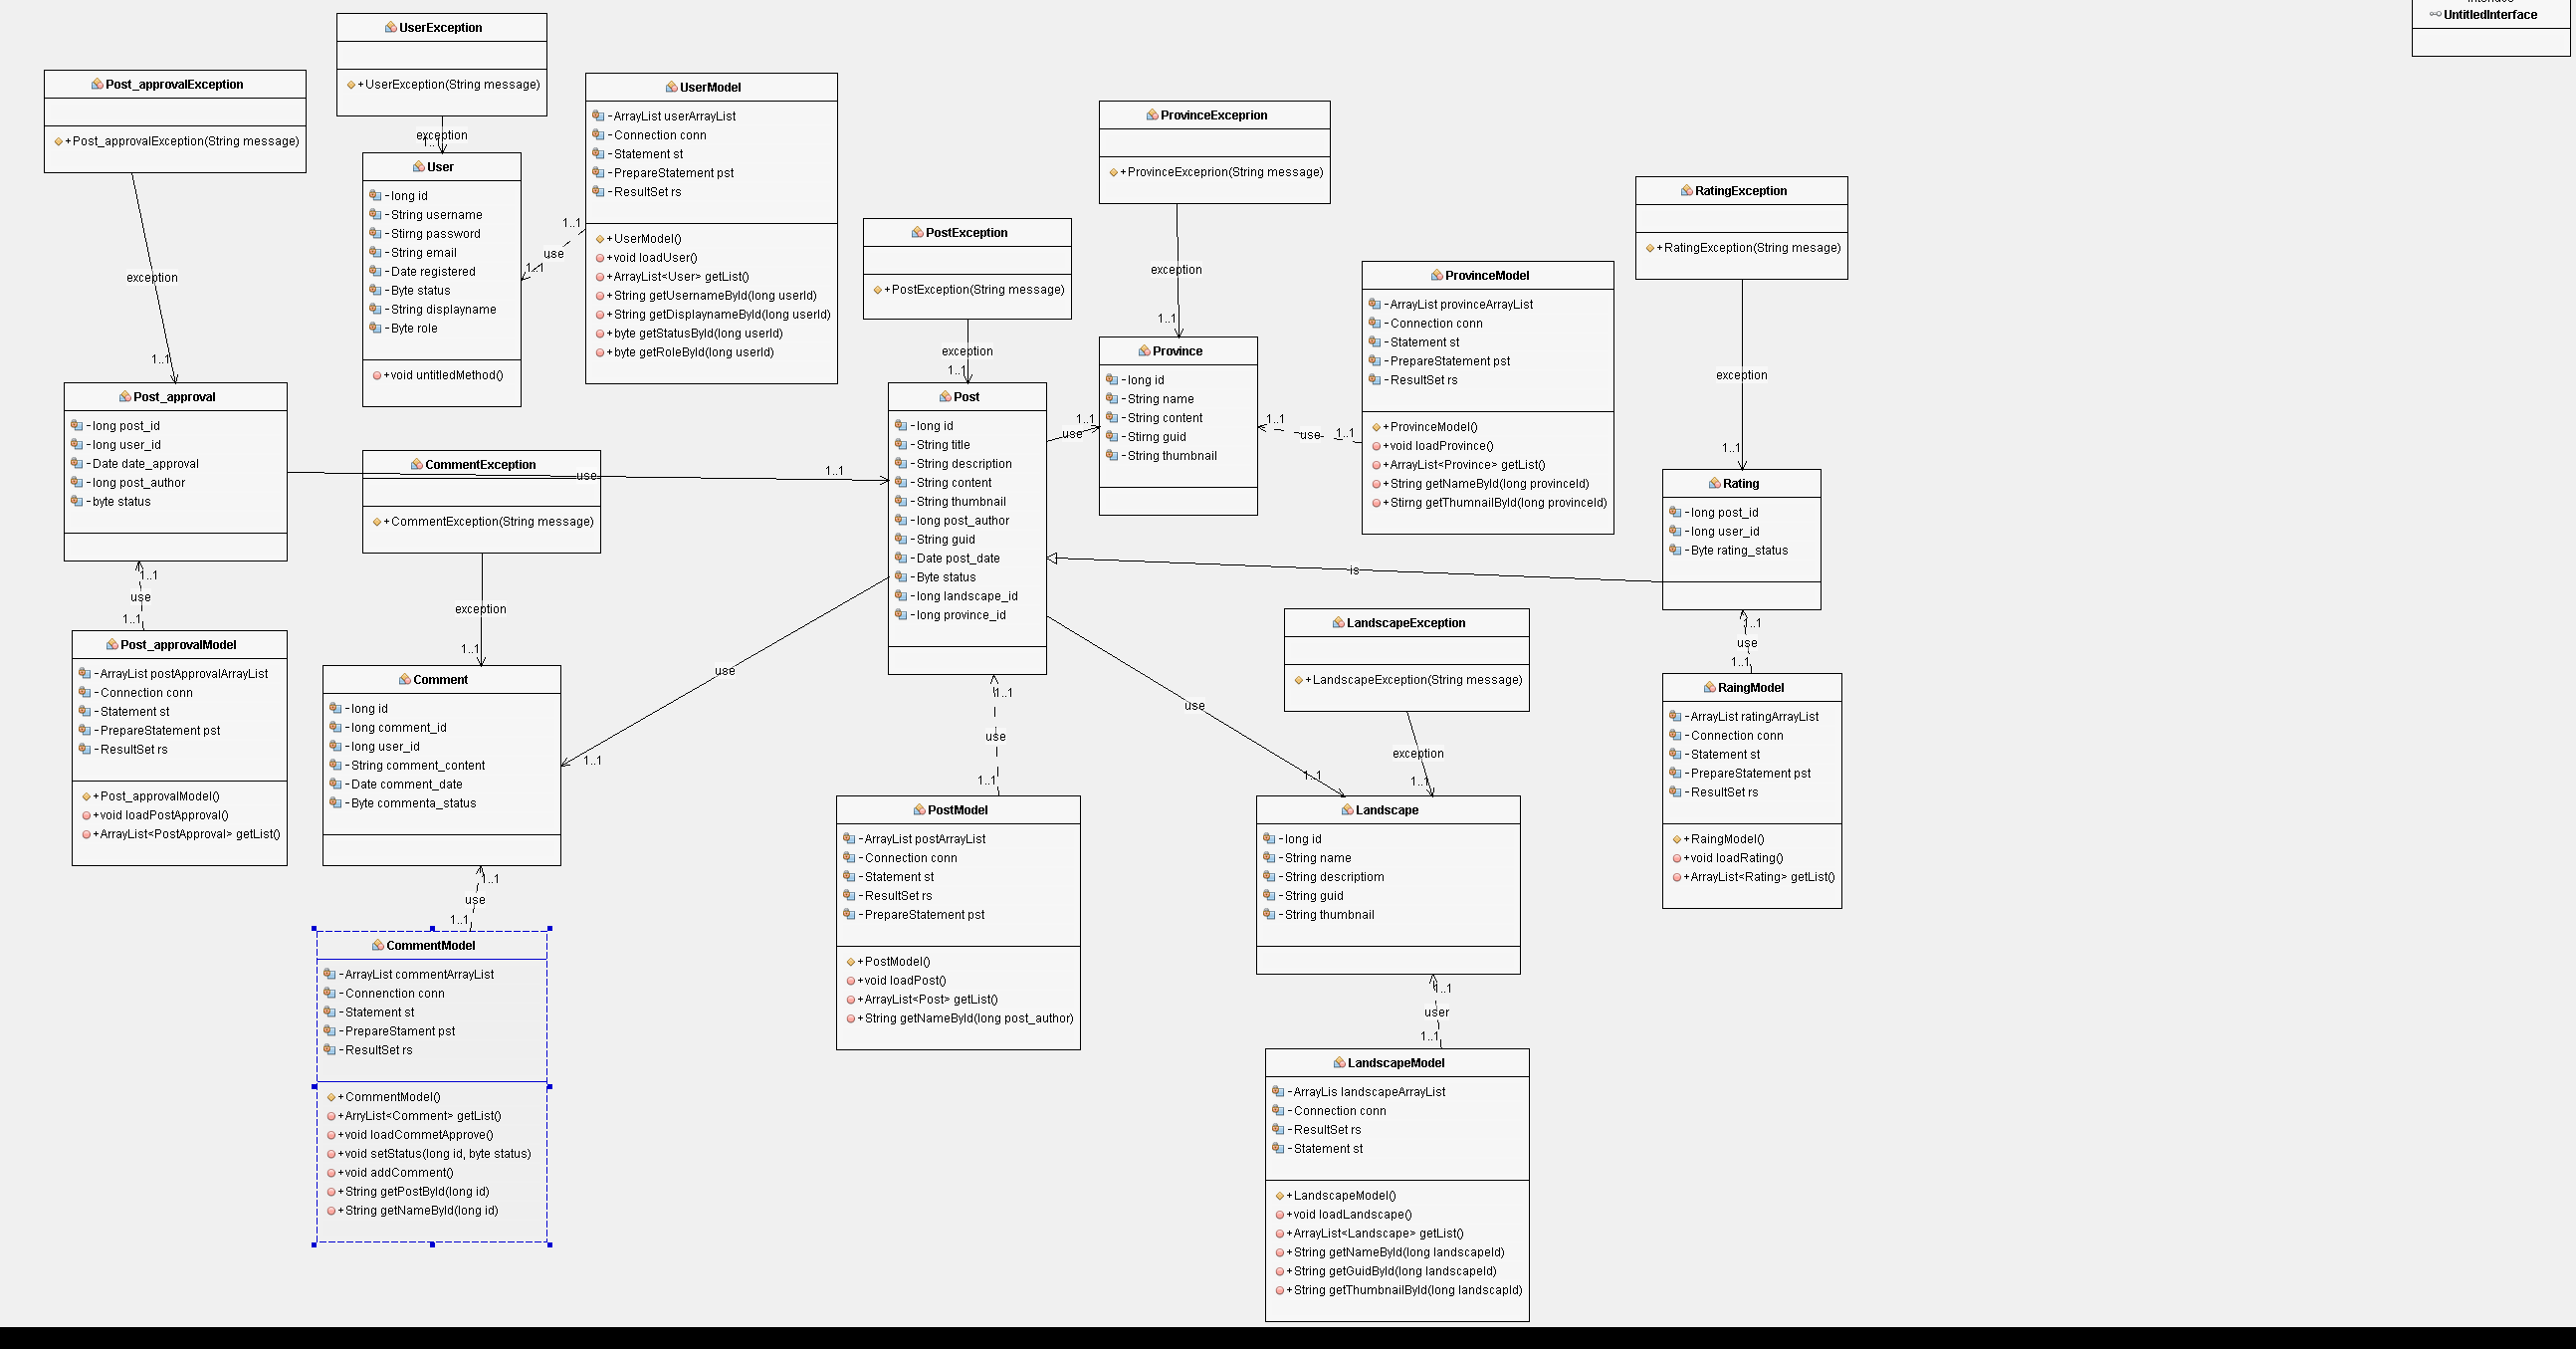 UntitledInterface
UserException
+UserException(String message)
exception
1..1
Post_approvalException
+Post_approvalException(String message)
exception
1..1
User
-long id
-String username
-Stirng password
-String email
-Date registered
-Byte status
-String displayname
-Byte role
+void untitledMethod()
UserModel
-ArrayList userArrayList
-Connection conn
-Statement st
-PrepareStatement pst
-ResultSet rs
+UserModel()
+void loadUser()
+ArrayList<User> getList()
+String getUsernameById(long userId)
+String getDisplaynameById(long userId)
+byte getStatusById(long userId)
+byte getRoleById(long userId)
1..1
use
1..1
PostException
+PostException(String message)
exception
1..1
ProvinceExceprion
+ProvinceExceprion(String message)
exception
1..1
Province
-long id
-String name
-String content
-Stirng guid
-String thumbnail
1..1
use
1..1
use
1..1
ProvinceModel
-ArrayList provinceArrayList
-Connection conn
-Statement st
-PrepareStatement pst
-ResultSet rs
+ProvinceModel()
+void loadProvince()
+ArrayList<Province> getList()
+String getNameById(long provinceId)
+Stirng getThumnailById(long provinceId)
RatingException
+RatingException(String mesage)
exception
1..1
Rating
-long post_id
-long user_id
-Byte rating_status
is
1..1
use
1..1
RaingModel
-ArrayList ratingArrayList
-Connection conn
-Statement st
-PrepareStatement pst
-ResultSet rs
+RaingModel()
+void loadRating()
+ArrayList<Rating> getList()
Post_approval
-long post_id
-long user_id
-Date date_approval
-long post_author
-byte status
use
1..1
1..1
use
1..1
Post_approvalModel
-ArrayList postApprovalArrayList
-Connection conn
-Statement st
-PrepareStatement pst
-ResultSet rs
+Post_approvalModel()
+void loadPostApproval()
+ArrayList<PostApproval> getList()
CommentException
+CommentException(String message)
exception
1..1
Comment
-long id
-long comment_id
-long user_id
-String comment_content
-Date comment_date
-Byte commenta_status
use
1..1
1..1
use
1..1
CommentModel
-ArrayList commentArrayList
-Connenction conn
-Statement st
-PrepareStament pst
-ResultSet rs
+CommentModel()
+ArryList<Comment> getList()
+void loadCommetApprove()
+void setStatus(long id, byte status)
+void addComment()
+String getPostById(long id)
+String getNameById(long id)
Post
-long id
-String title
-String description
-String content
-String thumbnail
-long post_author
-String guid
-Date post_date
-Byte status
-long landscape_id
-long province_id
1..1
use
1..1
PostModel
-ArrayList postArrayList
-Connection conn
-Statement st
-ResultSet rs
-PrepareStatement pst
+PostModel()
+void loadPost()
+ArrayList<Post> getList()
+String getNameById(long post_author)
use
1..1
LandscapeException
+LandscapeException(String message)
exception
1..1
Landscape
-long id
-String name
-String descriptiom
-String guid
-String thumbnail
1..1
user
1..1
LandscapeModel
-ArrayLis landscapeArrayList
-Connection conn
-ResultSet rs
-Statement st
+LandscapeModel()
+void loadLandscape()
+ArrayList<Landscape> getList()
+String getNameById(long landscapeId)
+String getGuidById(long landscapeId)
+String getThumbnailById(long landscapId)